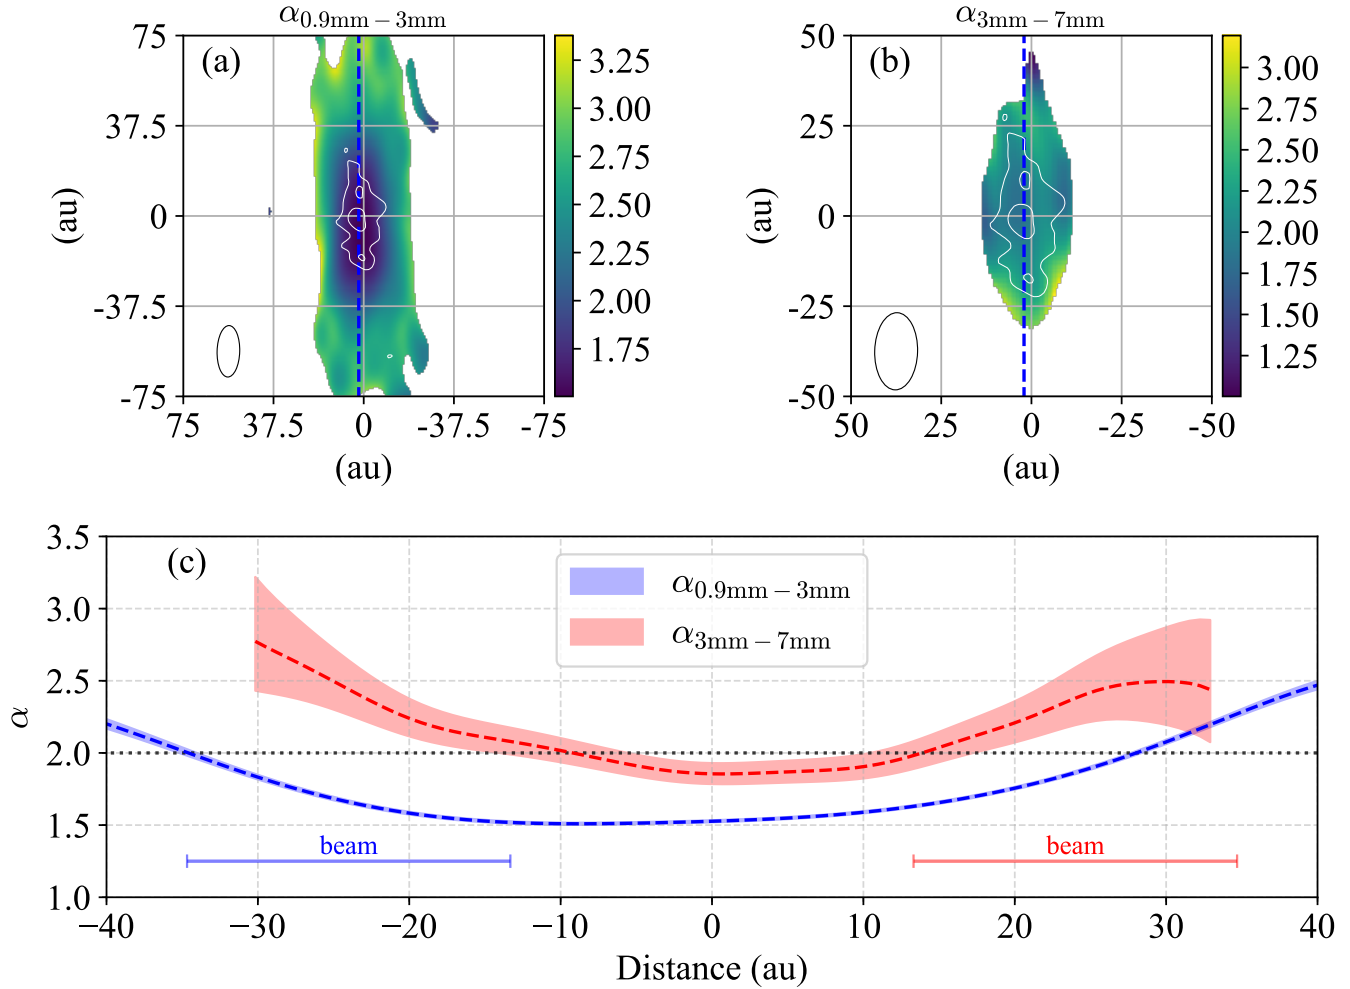 α0.9mm − 3mm
(a)
75
37.5
0
-37.5
-75
(au)
75 37.5 0 -37.5 -75
(au)
3.25
3.00
2.75
2.50
2.25
2.00
1.75
α3mm − 7mm
(b)
50
25
0
-25
-50
(au)
50 25 0 -25 -50
(au)
3.00
2.75
2.50
2.25
2.00
1.75
1.50
1.25
(c)
α0.9mm − 3mm
α3mm − 7mm
3.5
3.0
2.5
2.0
1.5
1.0
α
beam
beam
−40 −30 −20 −10 0 10 20 30 40
Distance (au)